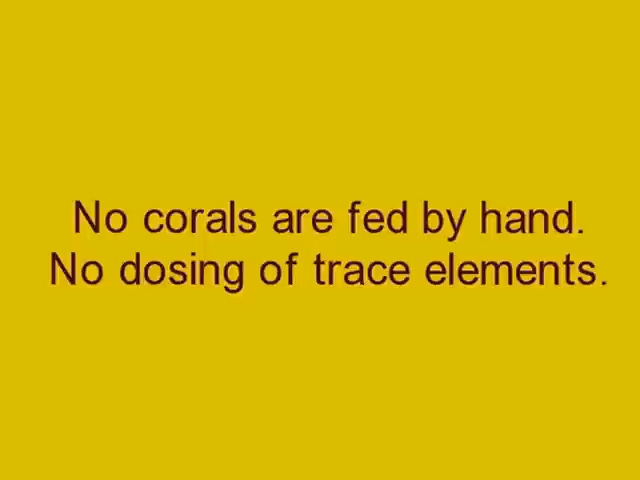 No corals are fed by hand.
No dosing of trace elements.